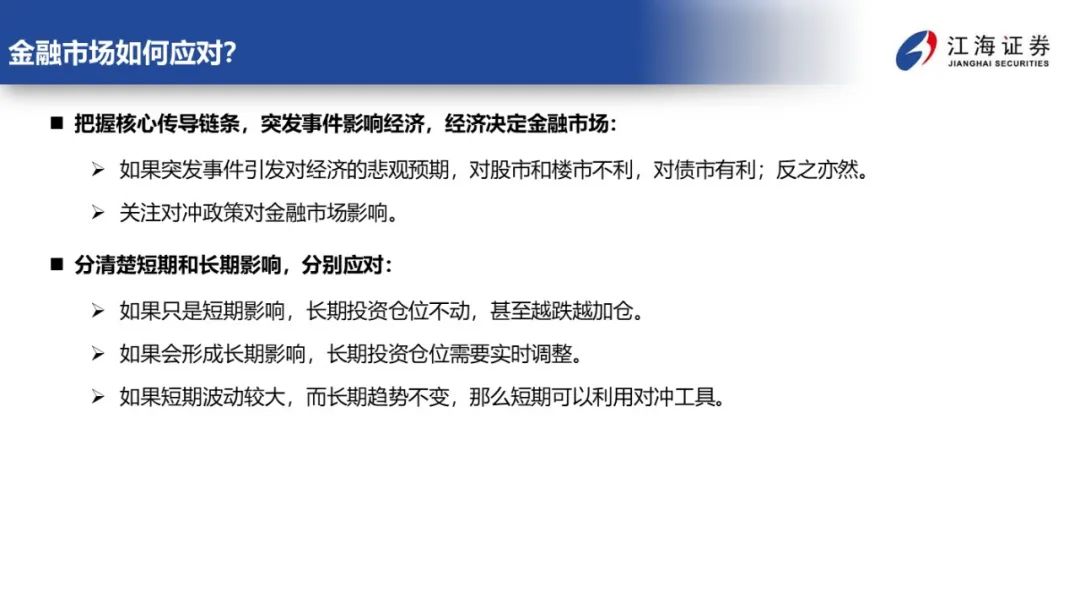 金融市场如何应对？
江海证券
JIANGHAI SECURITIES
■ 把握核心传导链条，突发事件影响经济，经济决定金融市场：
➢ 如果突发事件引发对经济的悲观预期，对股市和楼市不利，对债市有利；反之亦然。
➢ 关注对冲政策对金融市场影响。
■ 分清楚短期和长期影响，分别应对：
➢ 如果只是短期影响，长期投资仓位不动，甚至越跌越加仓。
➢ 如果会形成长期影响，长期投资仓位需要实时调整。
➢ 如果短期波动较大，而长期趋势不变，那么短期可以利用对冲工具。